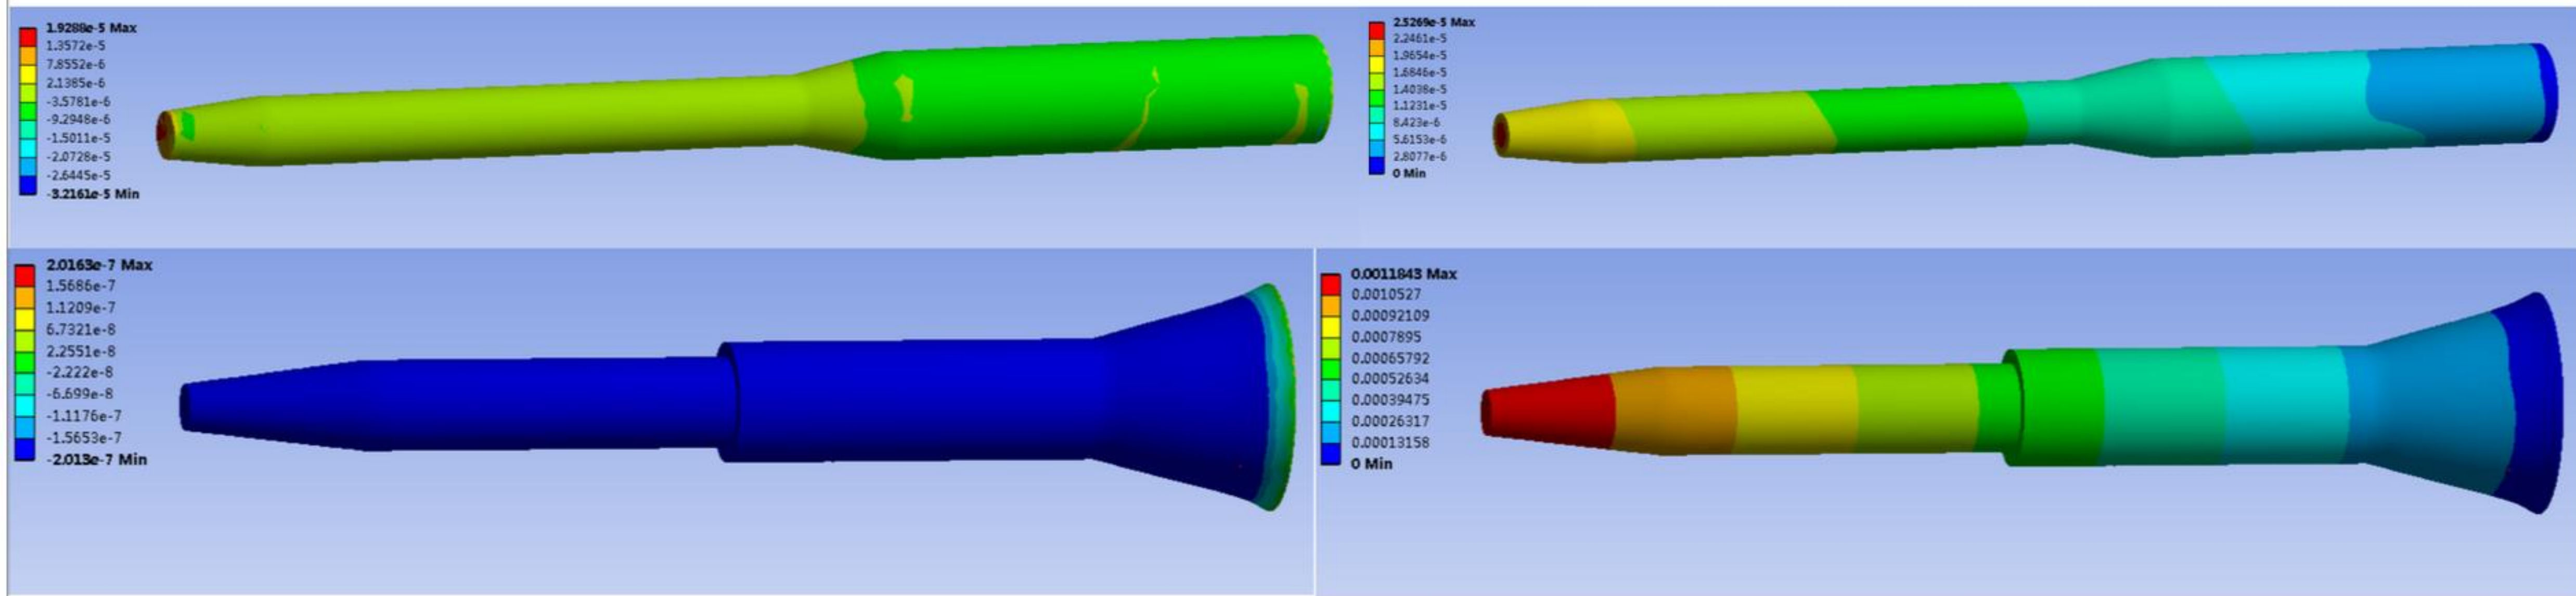 1.9288e-5 Max
1.3572e-5
7.8552e-6
2.1385e-6
-3.5781e-6
-9.2948e-6
-1.5011e-5
-2.0728e-5
-2.6445e-5
-3.2161e-5 Min
2.5269e-5 Max
2.2461e-5
1.9654e-5
1.6846e-5
1.4038e-5
1.1231e-5
8.423e-6
5.6153e-6
2.8077e-6
0 Min
2.0163e-7 Max
1.5686e-7
1.1209e-7
6.7321e-8
2.2551e-8
-2.222e-8
-6.699e-8
-1.1176e-7
-1.5653e-7
-2.013e-7 Min
0.0011843 Max
0.0010527
0.00092109
0.0007895
0.00065792
0.00052634
0.00039475
0.00026317
0.00013158
0 Min